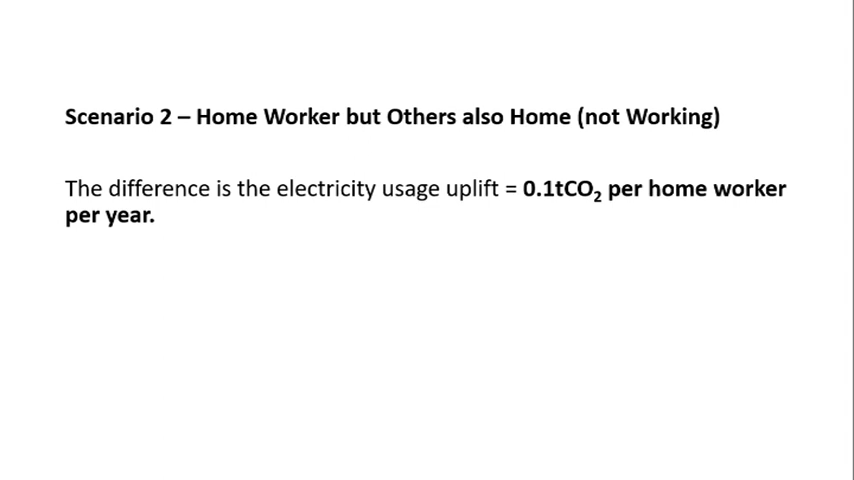 Scenario 2 – Home Worker but Others also Home (not Working)
The difference is the electricity usage uplift = 0.1tCO₂ per home worker
per year.